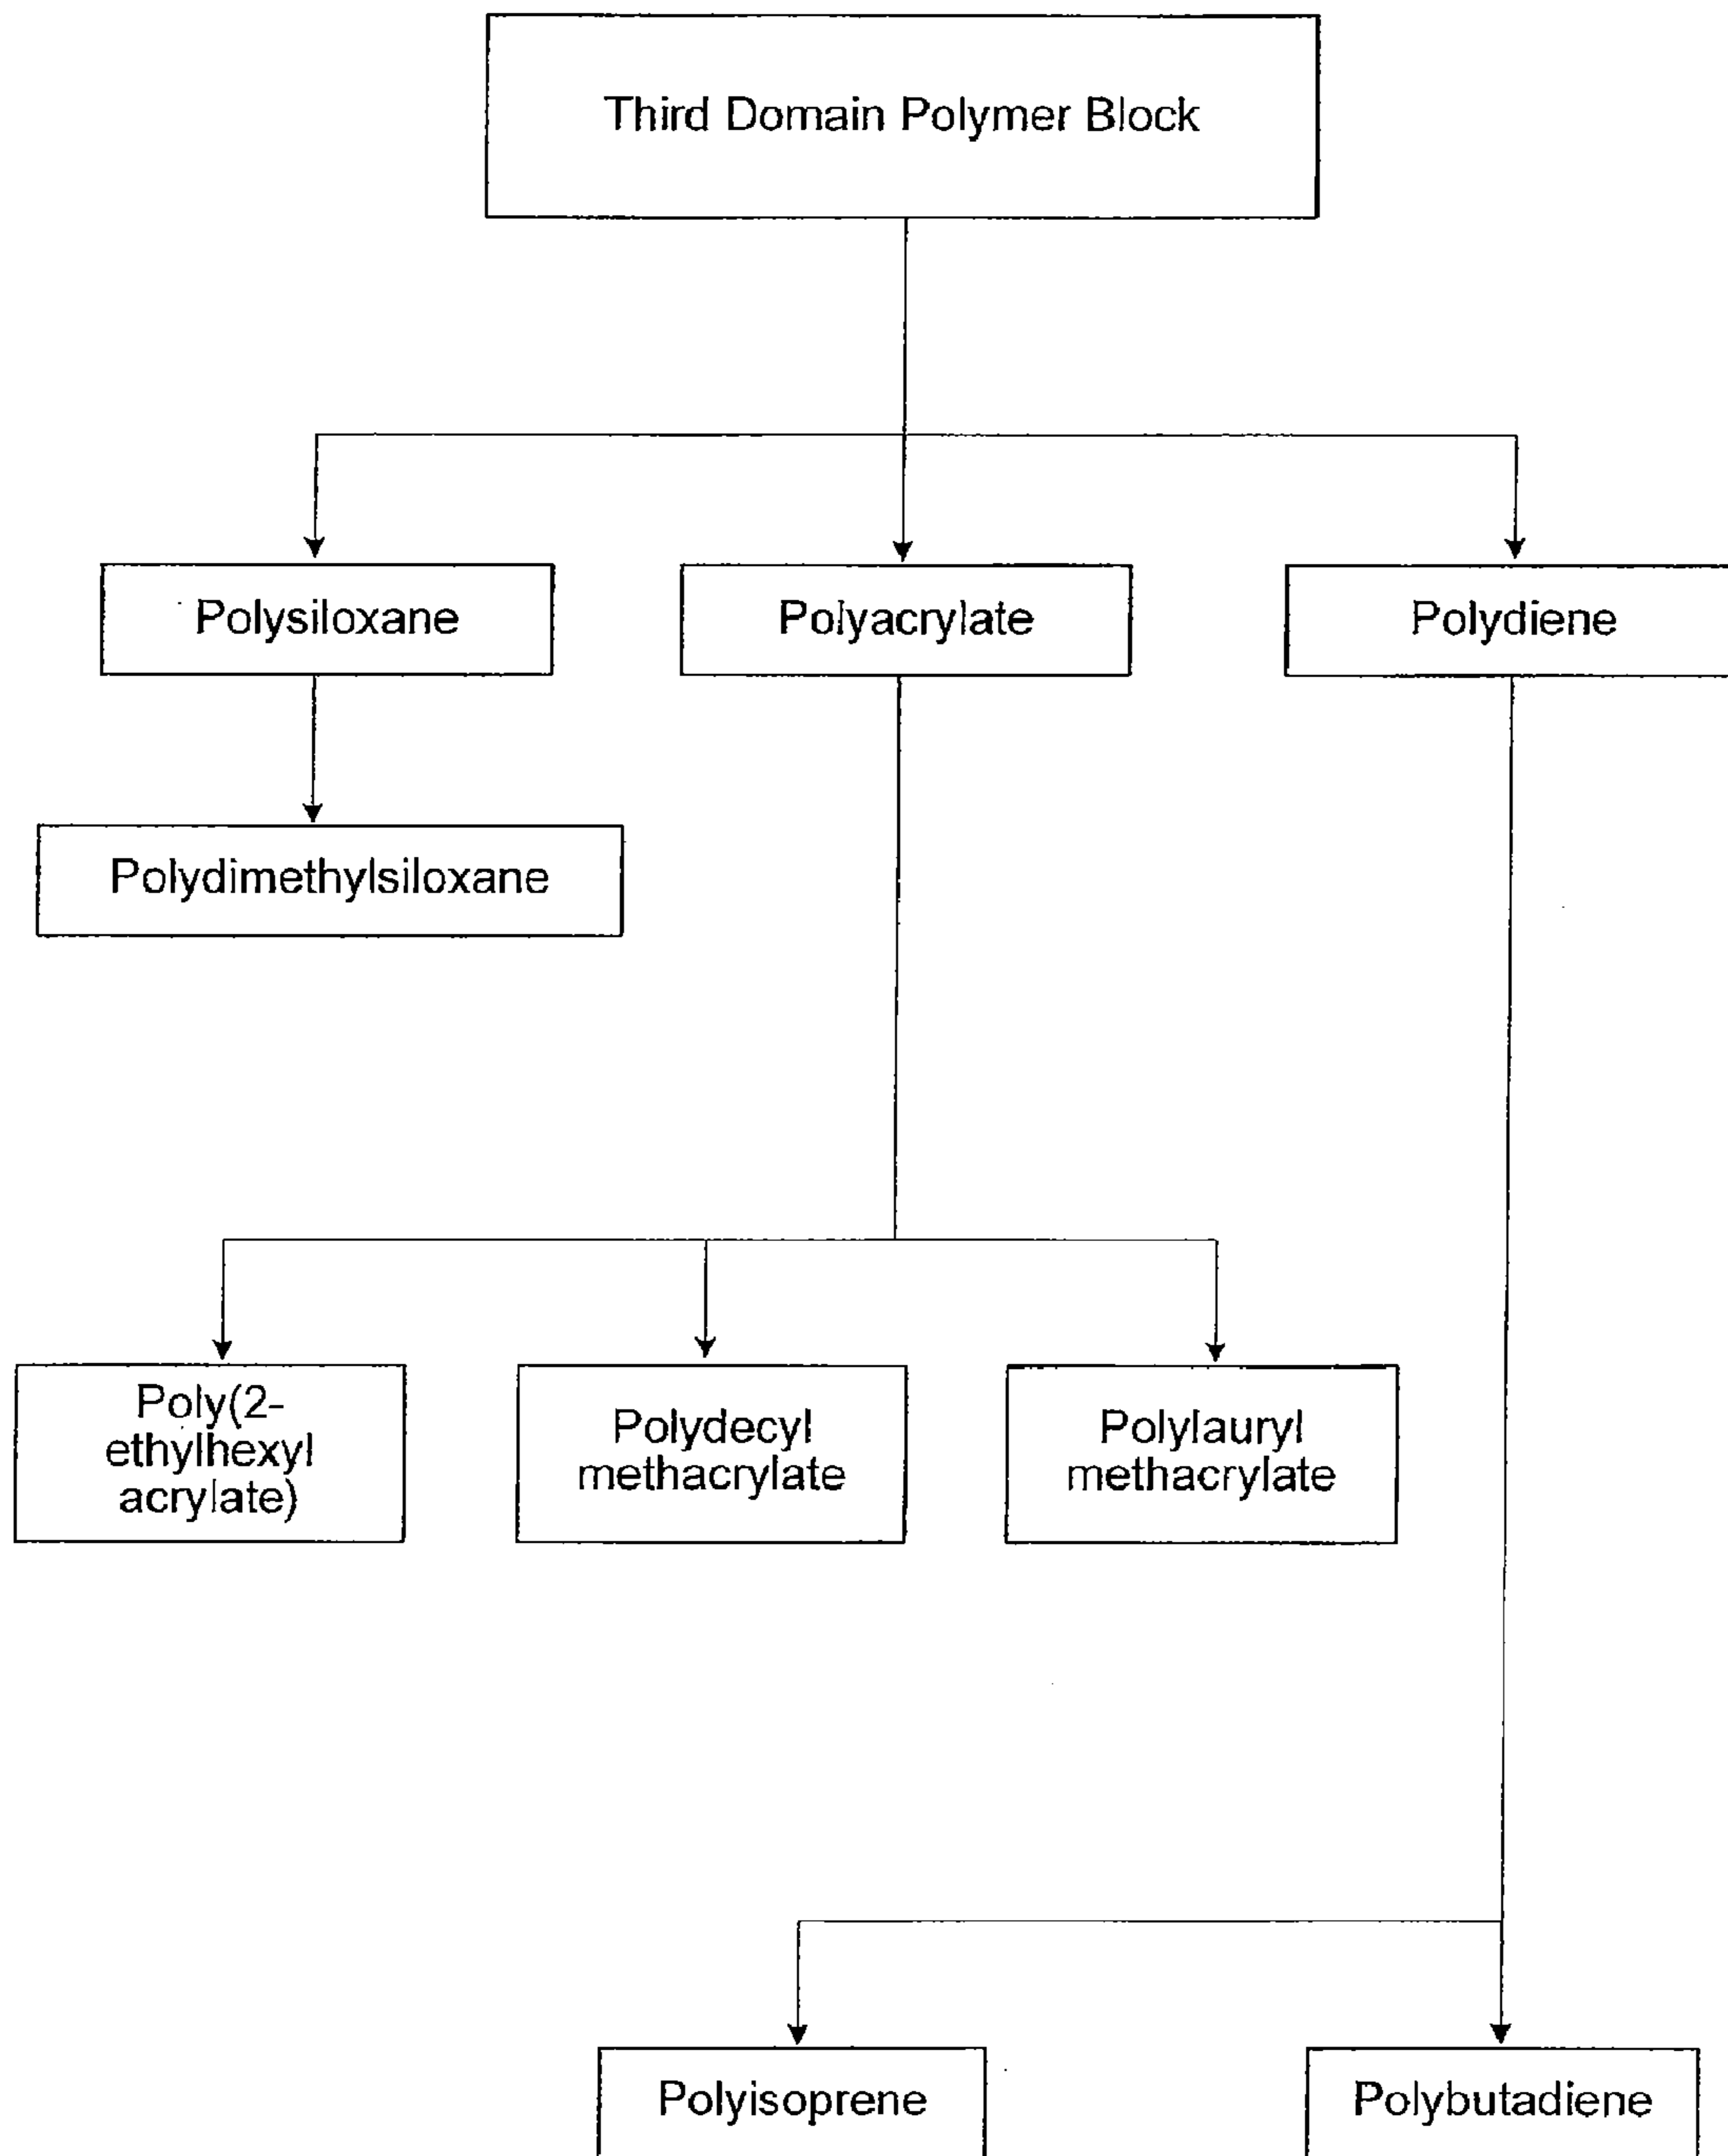 Third Domain Polymer Block
Polysiloxane
Polyacrylate
Polydiene
Polydimethylsiloxane
Poly(2-
ethylhexyl
acrylate)
Polydecyl
methacrylate
Polylauryl
methacrylate
Polyisoprene
Polybutadiene